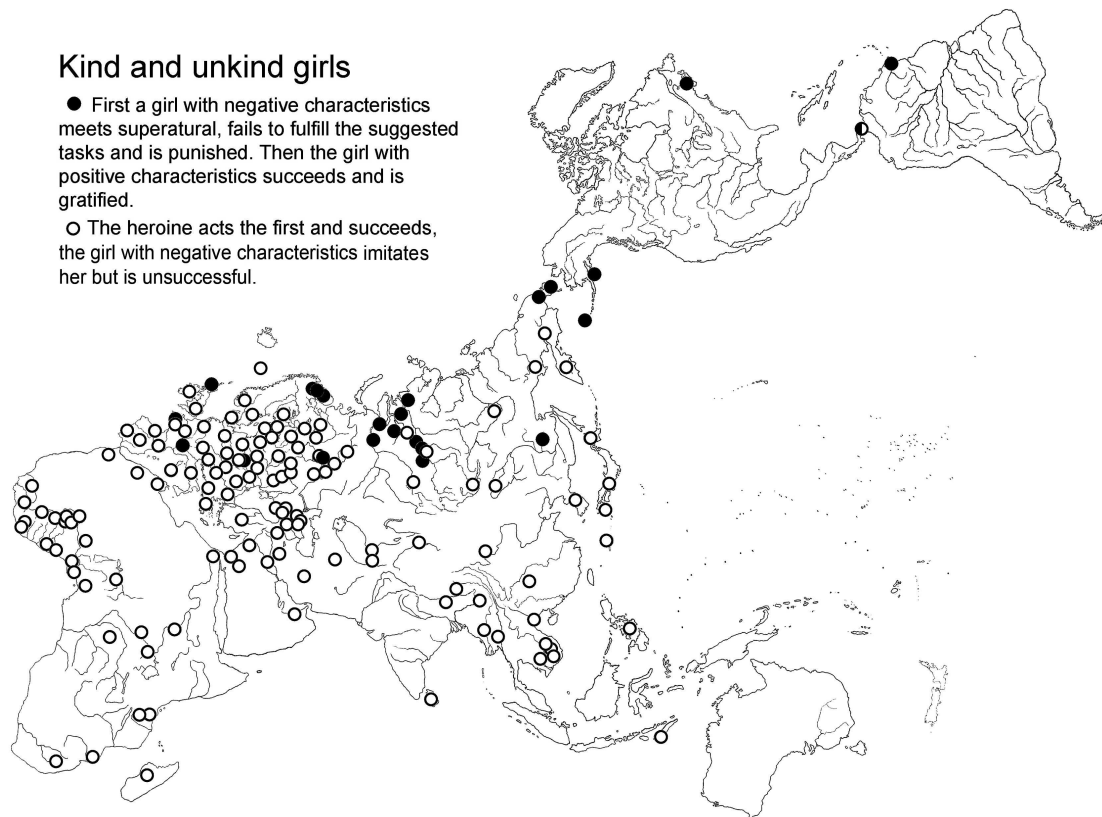 Kind and unkind girls
First a girl with negative characteristics
meets superatural, fails to fulfill the suggested
tasks and is punished. Then the girl with
positive characteristics succeeds and is
gratified.
The heroine acts the first and succeeds,
the girl with negative characteristics imitates
her but is unsuccessful.